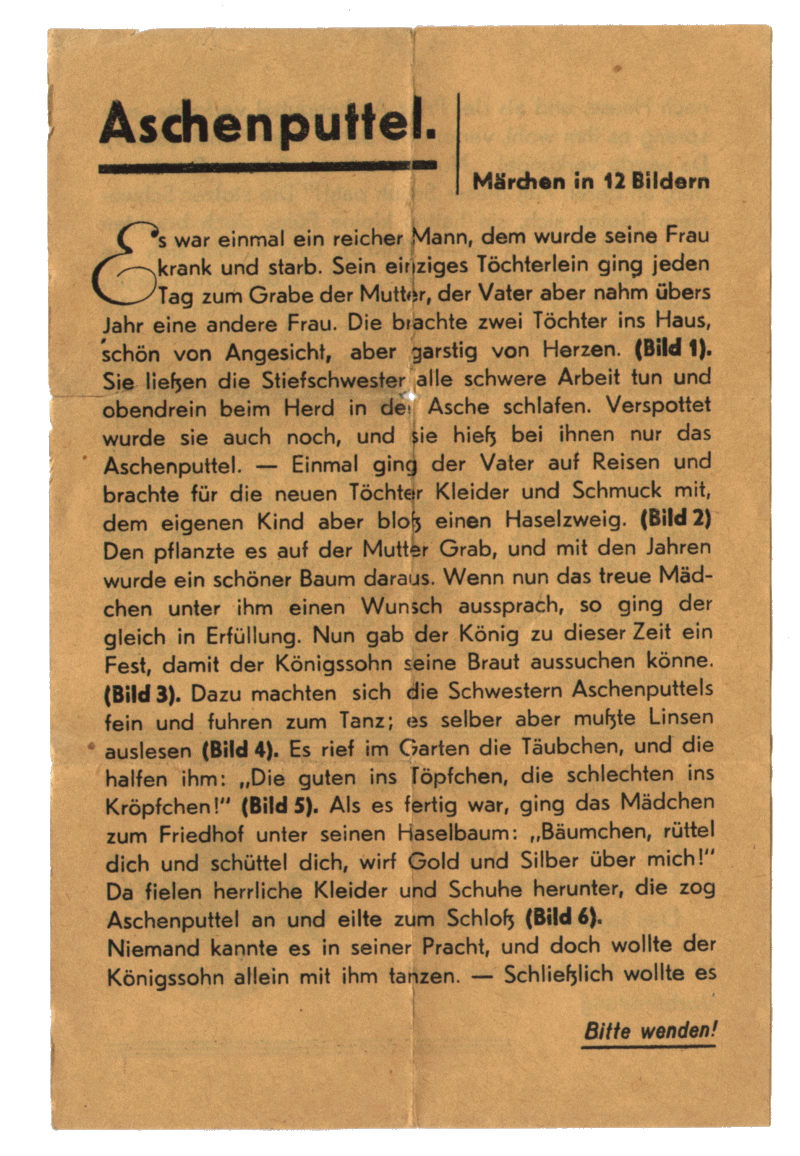 Aschenputtel.
Märchen in 12 Bildern
Es war einmal ein reicher Mann, dem wurde seine Frau
krank und starb. Sein einziges Töchterlein ging jeden
Tag zum Grabe der Mutter, der Vater aber nahm übers
Jahr eine andere Frau. Die brachte zwei Töchter ins Haus,
schön von Angesicht, aber garstig von Herzen. (Bild 1).
Sie ließen die Stiefschwester alle schwere Arbeit tun und
obendrein beim Herd in der Asche schlafen. Verspottet
wurde sie auch noch, und sie hieß bei ihnen nur das
Aschenputtel. — Einmal ging der Vater auf Reisen und
brachte für die neuen Töchter Kleider und Schmuck mit,
dem eigenen Kind aber bloß einen Haselzweig. (Bild 2)
Den pflanzte es auf der Mutter Grab, und mit den Jahren
wurde ein schöner Baum daraus. Wenn nun das treue Mäd-
chen unter ihm einen Wunsch aussprach, so ging der
gleich in Erfüllung. Nun gab der König zu dieser Zeit ein
Fest, damit der Königssohn seine Braut aussuchen könne.
(Bild 3). Dazu machten sich die Schwestern Aschenputtels
fein und fuhren zum Tanz; es selber aber mußte Linsen
auslesen (Bild 4). Es rief im Garten die Täubchen, und die
halfen ihm: „Die guten ins Töpfchen, die schlechten ins
Kröpfchen!" (Bild 5). Als es fertig war, ging das Mädchen
zum Friedhof unter seinen Haselbaum: „Bäumchen, rüttel
dich und schüttel dich, wirf Gold und Silber über mich!"
Da fielen herrliche Kleider und Schuhe herunter, die zog
Aschenputtel an und eilte zum Schloß (Bild 6).
Niemand kannte es in seiner Pracht, und doch wollte der
Königssohn allein mit ihm tanzen. — Schließlich wollte es
Bitte wenden!